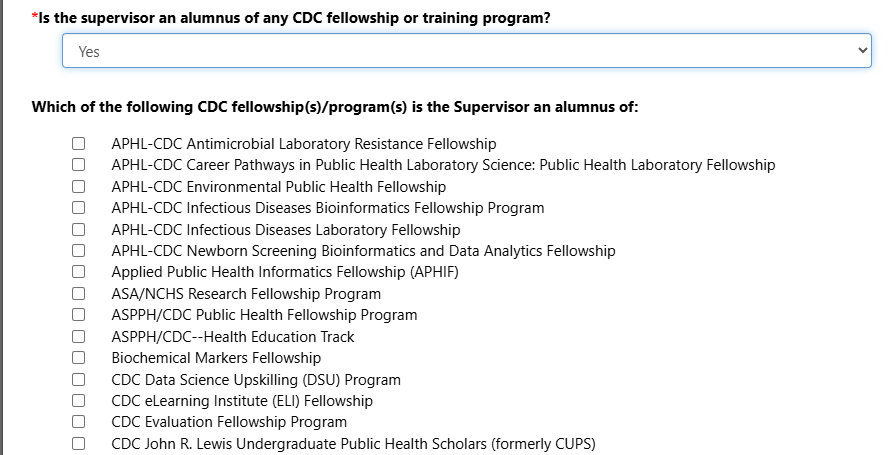 *Is the supervisor an alumnus of any CDC fellowship or training program?
Yes
Which of the following CDC fellowship(s)/program(s) is the Supervisor an alumnus of:
APHL-CDC Antimicrobial Laboratory Resistance Fellowship
APHL-CDC Career Pathways in Public Health Laboratory Science: Public Health Laboratory Fellowship
APHL-CDC Environmental Public Health Fellowship
APHL-CDC Infectious Diseases Bioinformatics Fellowship Program
APHL-CDC Infectious Diseases Laboratory Fellowship
APHL-CDC Newborn Screening Bioinformatics and Data Analytics Fellowship
Applied Public Health Informatics Fellowship (APHIF)
ASA/NCHS Research Fellowship Program
ASPPH/CDC Public Health Fellowship Program
ASPPH/CDC--Health Education Track
Biochemical Markers Fellowship
CDC Data Science Upskilling (DSU) Program
CDC eLearning Institute (ELI) Fellowship
CDC Evaluation Fellowship Program
CDC John R. Lewis Undergraduate Public Health Scholars (formerly CUPS)